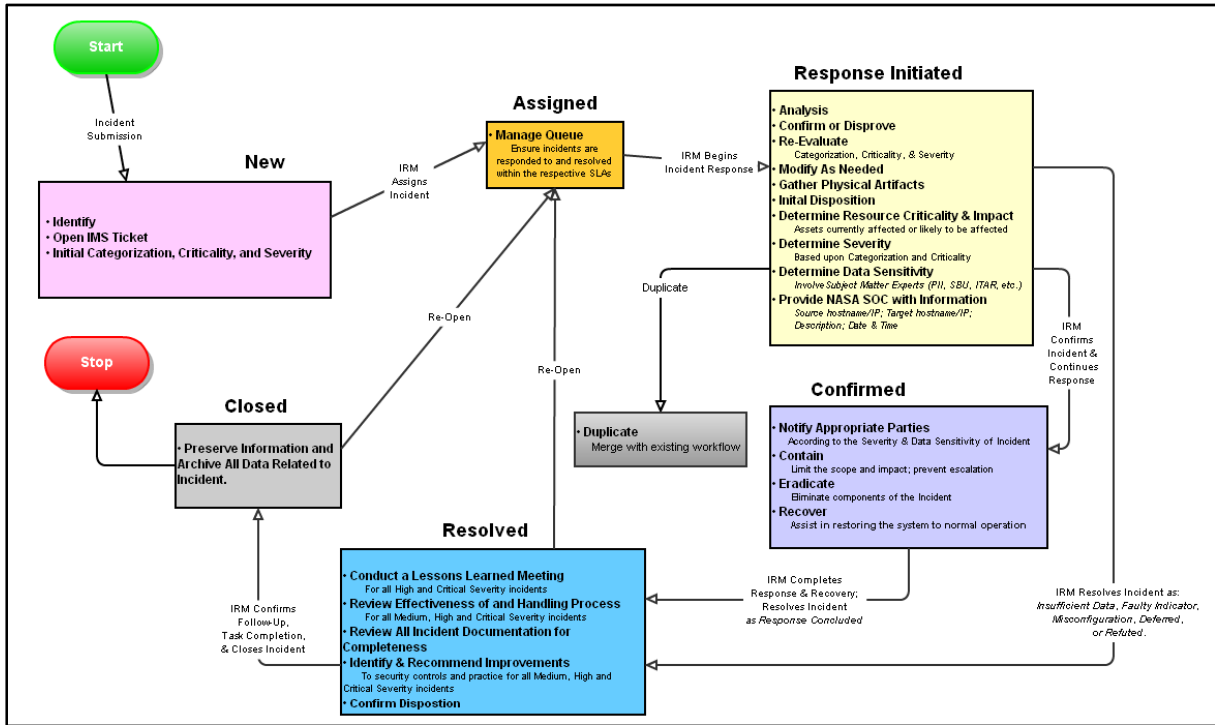 Start
Incident
Submission
New
• Identify
• Open IMS Ticket
• Initial Categorization, Criticality, and Severity
IRM
Assigns
Incident
Assigned
• Manage Queue
Ensure incidents are
responded to and resolved
within the respective SLAs
IRM Begins
Incident Response
Response Initiated
• Analysis
• Confirm or Disprove
• Re-Evaluate
Categorization, Criticality, & Severity
• Modify As Needed
• Gather Physical Artifacts
• Inital Disposition
• Determine Resource Criticality & Impact
Assets currently affected or likely to be affected
• Determine Severity
Based upon Categorization and Criticality
• Determine Data Sensitivity
Involve Subject Matter Experts (PII, SBU, ITAR, etc.)
• Provide NASA SOC with Information
Source hostname/IP; Target hostname/IP;
Description; Date & Time
Duplicate
Re-Open
Re-Open
IRM
Confirms
Incident &
Continues
Response
Stop
Closed
• Preserve Information and
Archive All Data Related to
Incident.
• Duplicate
Merge with existing workflow
Confirmed
• Notify Appropriate Parties
According to the Severity & Data Sensitivity of Incident
• Contain
Limit the scope and impact; prevent escalation
• Eradicate
Eliminate components of the Incident
• Recover
Assist in restoring the system to normal operation
IRM Completes
Response & Recovery;
Resolves Incident
as Response Concluded
IRM Resolves Incident as:
Insufficient Data, Faulty Indicator,
Misconfiguration, Deferred,
or Refuted.
Resolved
• Conduct a Lessons Learned Meeting
For all High and Critical Severity incidents
• Review Effectiveness of and Handling Process
For all Medium, High and Critical Severity incidents
• Review All Incident Documentation for
Completeness
• Identify & Recommend Improvements
To security controls and practice for all Medium, High and
Critical Severity incidents
• Confirm Dispostion
IRM Confirms
Follow-Up,
Task Completion,
& Closes Incident